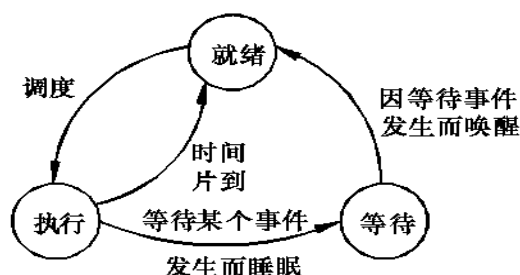 就绪
调度
因等待事件
发生而唤醒
时间
片到
执行
等待某个事件
等待
发生而睡眠